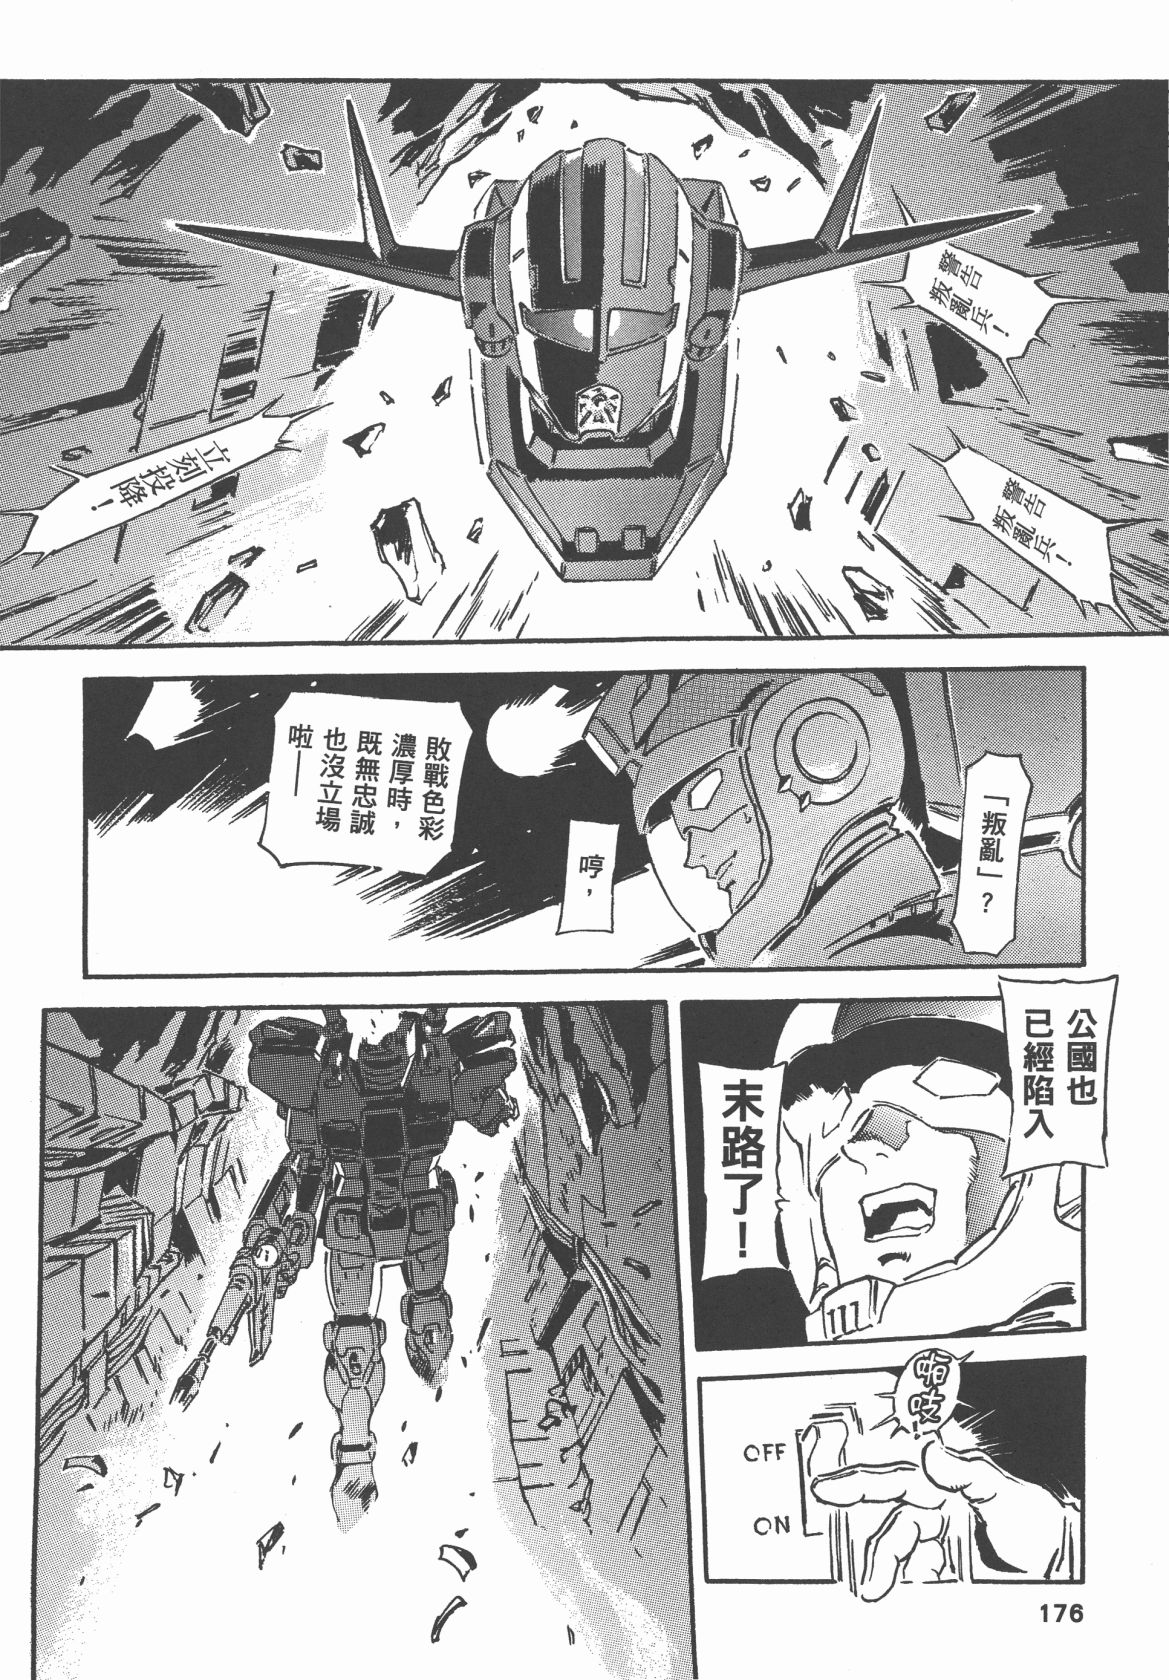 警告
叛亂兵！
警告
叛亂兵！
立刻投降！
「叛亂」？
哼，
敗戰色彩
濃厚時，
既無忠誠
也沒立場
啦——
公國也
已經陷入
末路了！
啪吱！
OFF
ON
176